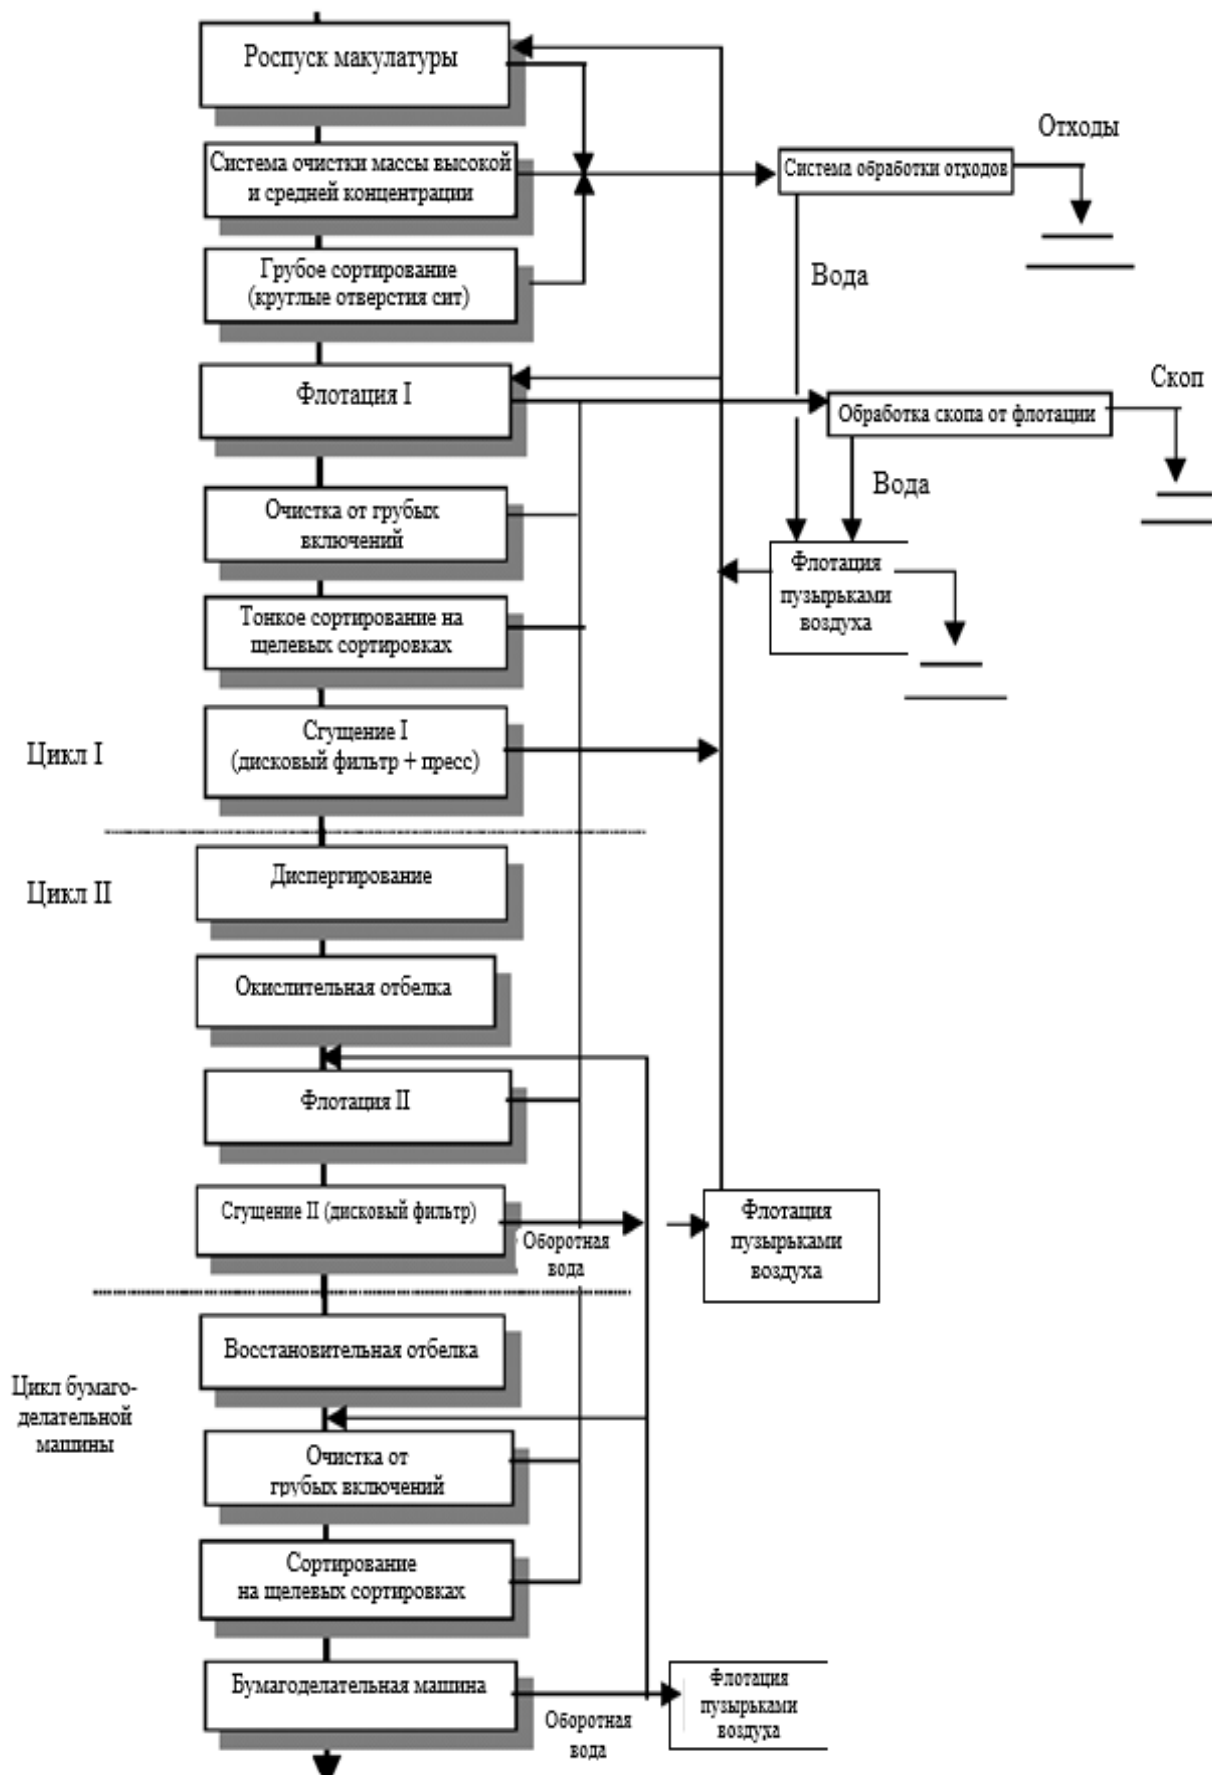 Роспуск макулатуры
Отходы
Система очистки массы высокой
и средней концентрации
Система обработки отходов
Грубое сортирование
(круглые отверстия сит)
Вода
Флотация I
Скоп
Обработка скопа от флотации
Вода
Очистка от грубых
включений
Флотация
пузырьками
воздуха
Тонкое сортирование на
щелевых сортировках
Цикл I
Сгущение I
(дисковый фильтр + пресс)
Цикл II
Диспергирование
Окислительная отбелка
Флотация II
Сгущение II (дисковый фильтр)
Оборотная
вода
Флотация
пузырьками
воздуха
Восстановительная отбелка
Цикл бумаго-
делательной
машины
Очистка от
грубых включений
Сортирование
на щелевых сортировках
Бумагоделательная машина
Оборотная
вода
Флотация
пузырьками
воздуха